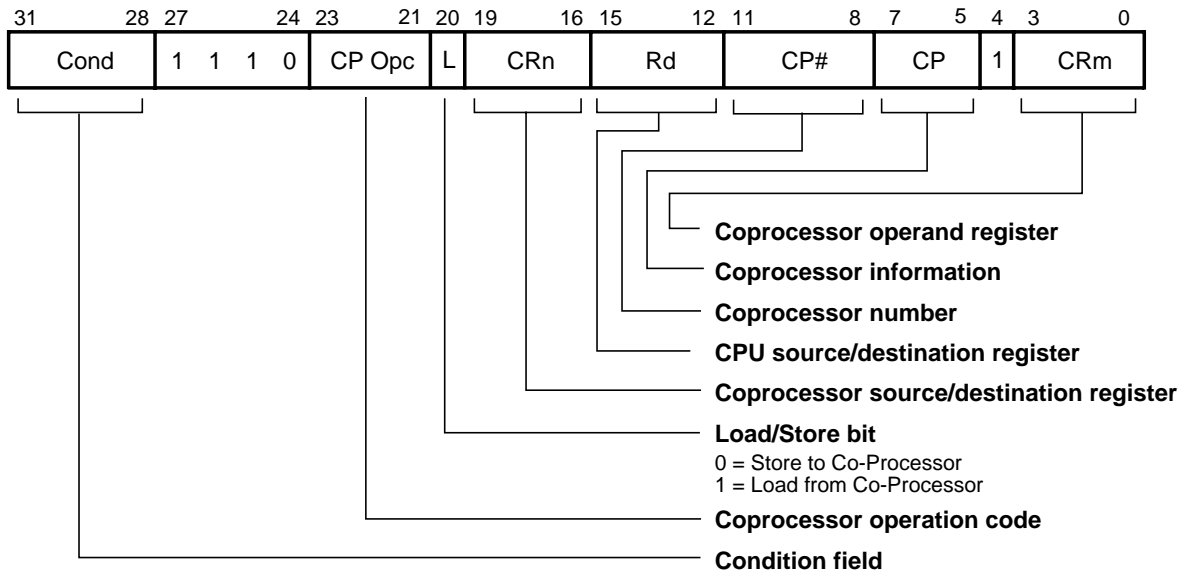 31 28 27 24 23 21 20 19 16 15 12 11 8 7 5 4 3 0
Cond 1 1 1 0 CP Opc L CRn Rd CP# CP 1 CRm
Coprocessor operand register
Coprocessor information
Coprocessor number
CPU source/destination register
Coprocessor source/destination register
Load/Store bit
0 = Store to Co-Processor
1 = Load from Co-Processor
Coprocessor operation code
Condition field